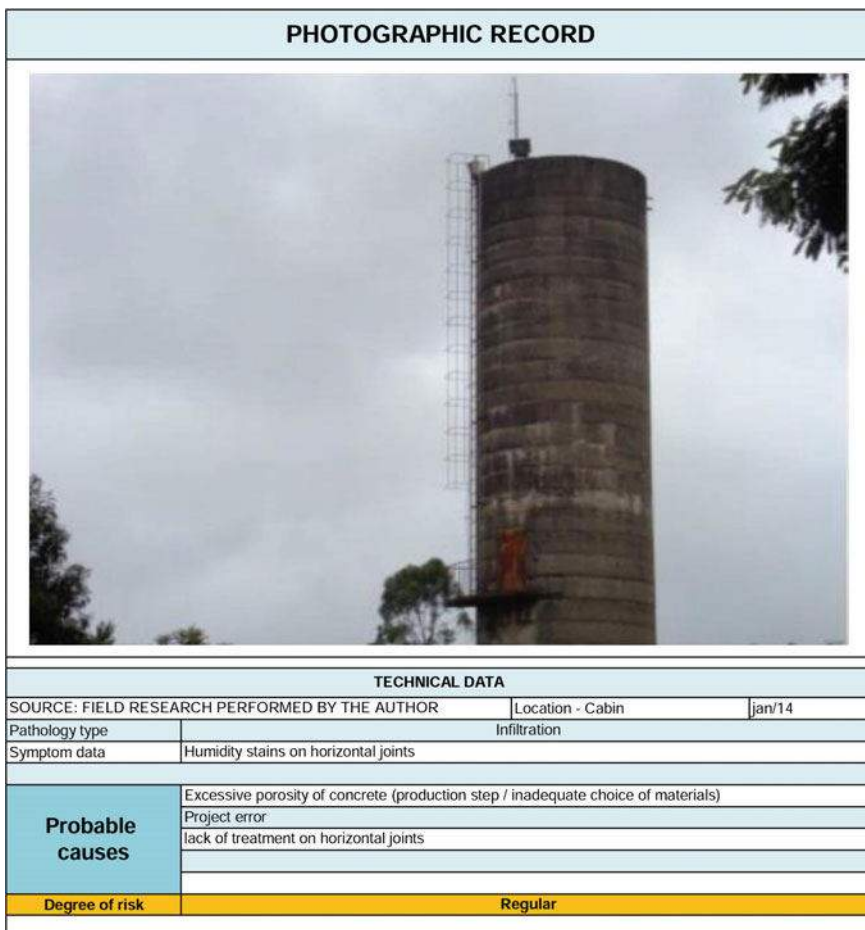 PHOTOGRAPHIC RECORD
TECHNICAL DATA
SOURCE: FIELD RESEARCH PERFORMED BY THE AUTHOR Location - Cabin jan/14
Pathology type Infiltration
Symptom data Humidity stains on horizontal joints
Probable causes
Excessive porosity of concrete (production step / inadequate choice of materials)
Project error
lack of treatment on horizontal joints
Degree of risk Regular